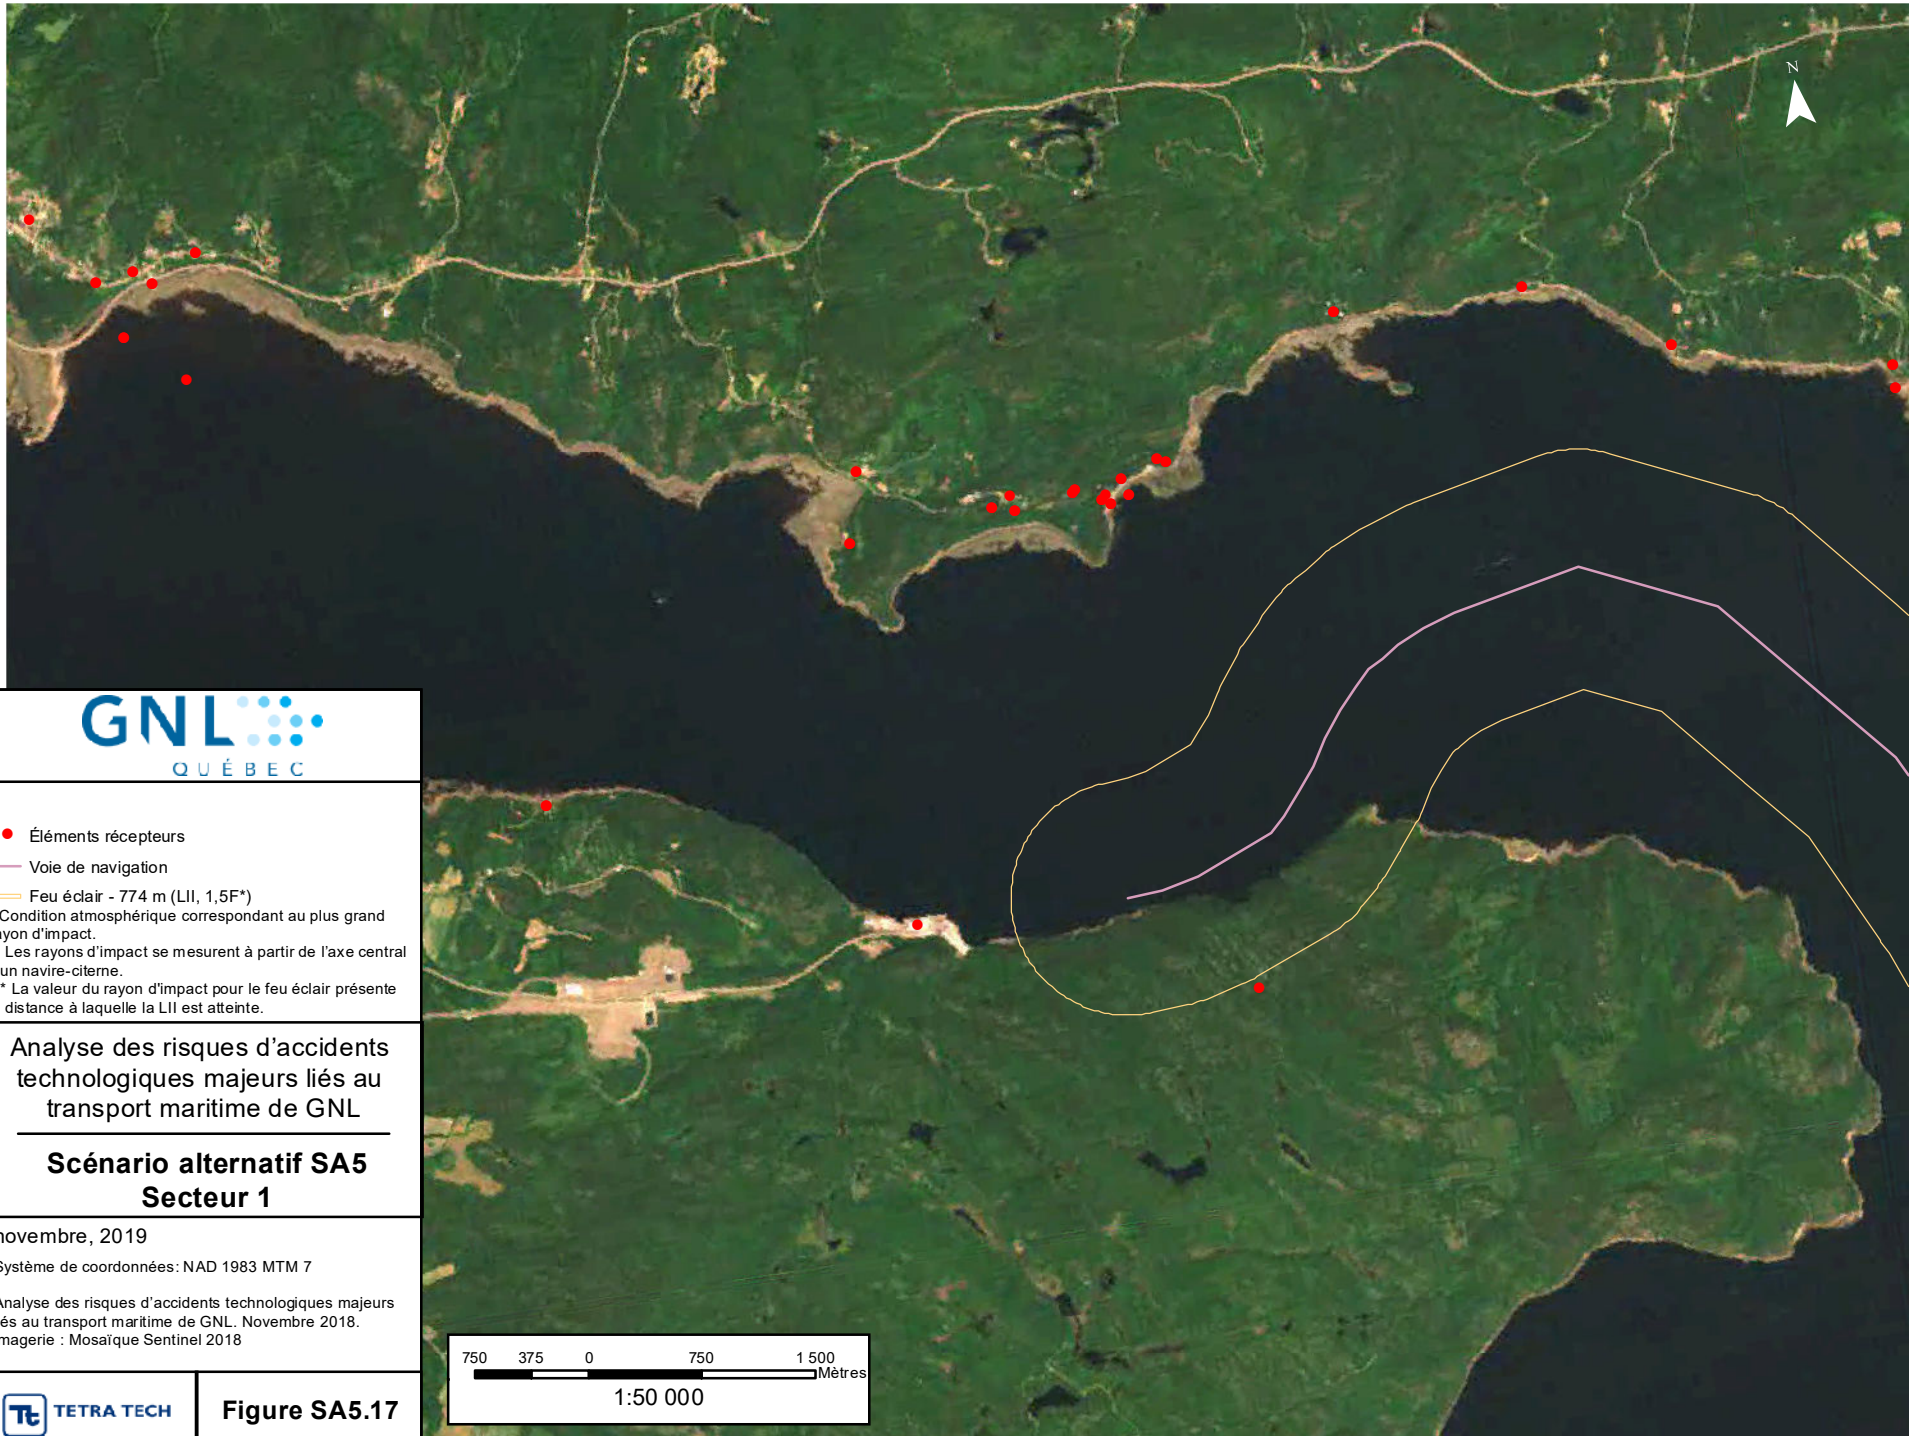 N
GNL
QUÉBEC
Éléments récepteurs
Voie de navigation
Feu éclair - 774 m (LII, 1,5F*)
Condition atmosphérique correspondant au plus grand
yon d'impact.
Les rayons d'impact se mesurent à partir de l'axe central
un navire-citerne.
* La valeur du rayon d'impact pour le feu éclair présente
distance à laquelle la LII est atteinte.
Analyse des risques d'accidents
technologiques majeurs liés au
transport maritime de GNL
Scénario alternatif SA5
Secteur 1
novembre, 2019
Système de coordonnées: NAD 1983 MTM 7
Analyse des risques d'accidents technologiques majeurs
és au transport maritime de GNL. Novembre 2018.
magerie : Mosaïque Sentinel 2018
Tt TETRA TECH
Figure SA5.17
750 375 0 750 1 500
Mètres
1:50 000